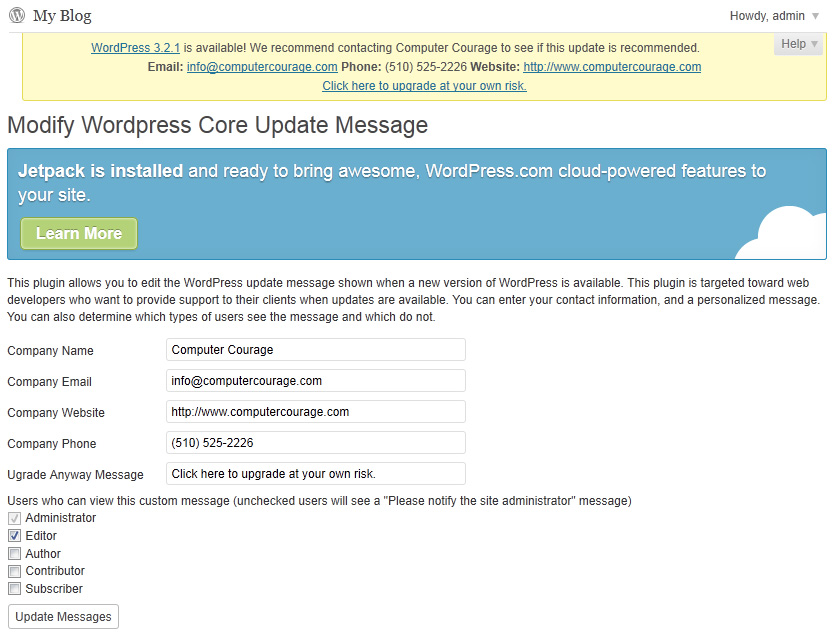 My Blog
Howdy, admin
WordPress 3.2.1 is available! We recommend contacting Computer Courage to see if this update is recommended.
Help
Email: info@computercourage.com Phone: (510) 525-2226 Website: http://www.computercourage.com
Click here to upgrade at your own risk.
Modify Wordpress Core Update Message
Jetpack is installed and ready to bring awesome, WordPress.com cloud-powered features to
your site.
Learn More
This plugin allows you to edit the WordPress update message shown when a new version of WordPress is available. This plugin is targeted toward web
developers who want to provide support to their clients when updates are available. You can enter your contact information, and a personalized message.
You can also determine which types of users see the message and which do not.
Company Name
Computer Courage
Company Email
info@computercourage.com
Company Website
http://www.computercourage.com
Company Phone
(510) 525-2226
Ugrade Anyway Message
Click here to upgrade at your own risk.
Users who can view this custom message (unchecked users will see a "Please notify the site administrator" message)
Administrator
Editor
Author
Contributor
Subscriber
Update Messages